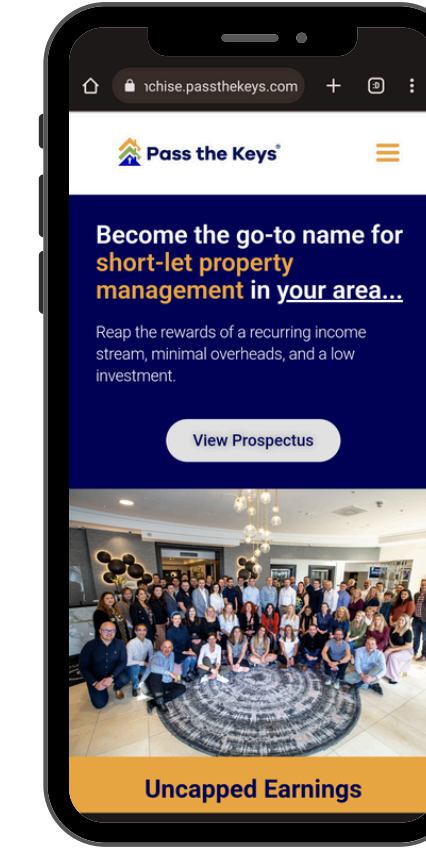 nchise.passthekeys.com
:D
Pass the Keys®
Become the go-to name for
short-let property
management in your area...
Reap the rewards of a recurring income
stream, minimal overheads, and a low
investment.
View Prospectus
Uncapped Earnings